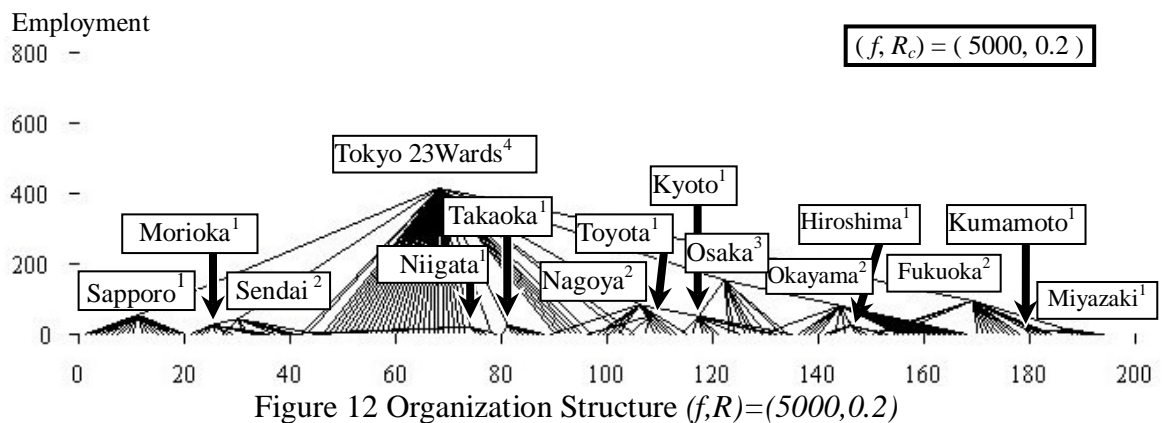 Employment
800
( f, Rc) = ( 5000, 0.2 )
600
Tokyo 23Wards4
400
Kyoto1
Morioka1
Takaoka1
Toyota1
Hiroshima1
Kumamoto1
200
Sapporo1
Sendai 2
Niigata1
Nagoya2
Osaka3
Okayama2
Fukuoka2
Miyazaki1
0
0 20 40 60 80 100 120 140 160 180 200
Figure 12 Organization Structure (f,R)=(5000,0.2)